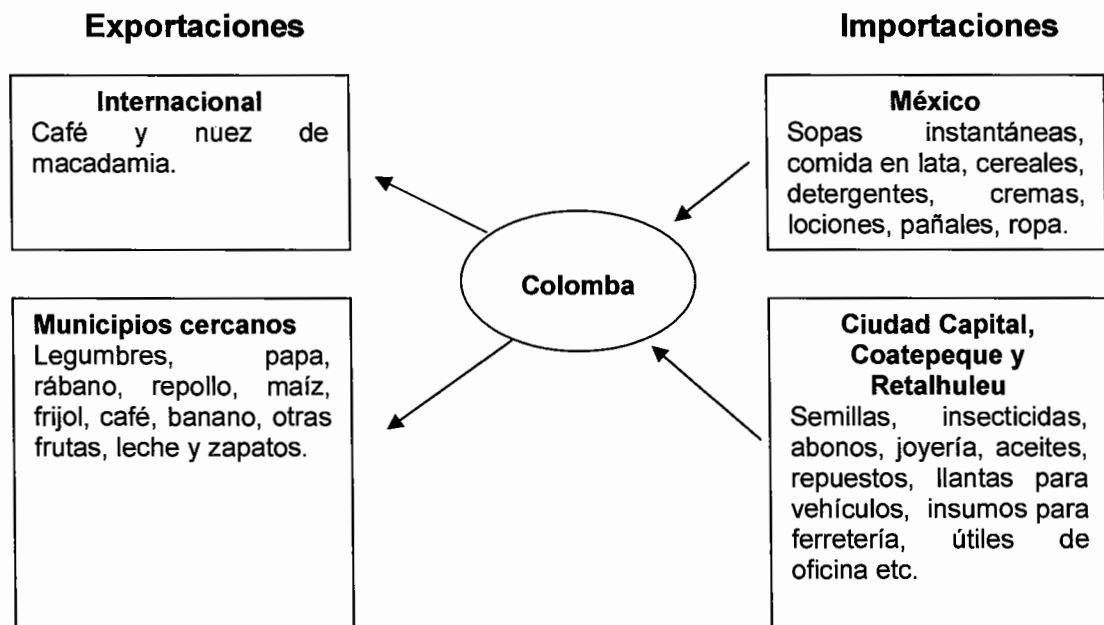 Exportaciones
Internacional
Café y nuez de
macadamia.
Municipios cercanos
Legumbres, papa,
rábano, repollo, maíz,
frijol, café, banano, otras
frutas, leche y zapatos.
Colomba
Importaciones
México
Sopas instantáneas,
comida en lata, cereales,
detergentes, cremas,
lociones, pañales, ropa.
Ciudad Capital,
Coatepeque y
Retalhuleu
Semillas, insecticidas,
abonos, joyería, aceites,
repuestos, llantas para
vehículos, insumos para
ferretería, útiles de
oficina etc.